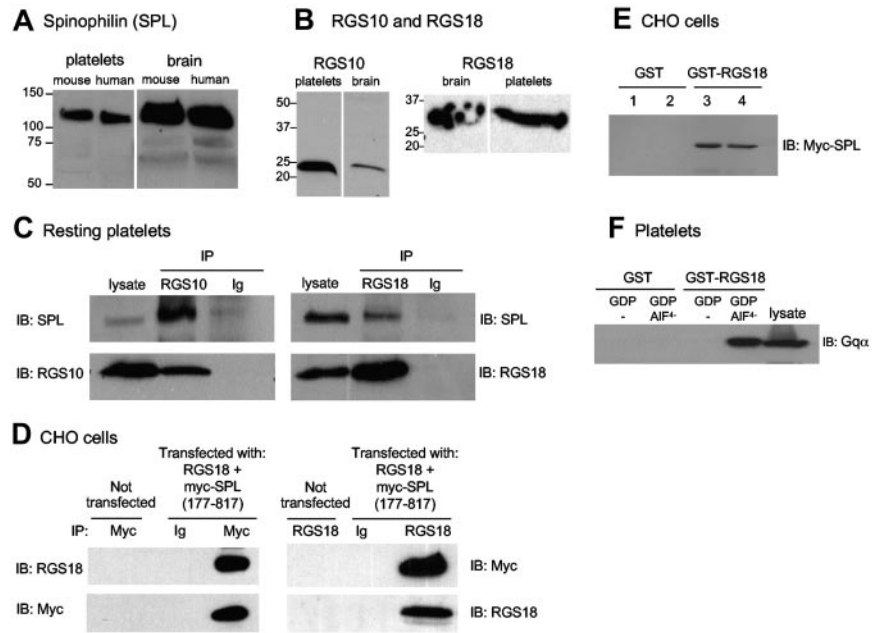 A Spinophilin (SPL)
platelets brain
mouse human mouse human
150
100
75
50
B RGS10 and RGS18
RGS10
platelets brain
50
37
25
20
RGS18
brain platelets
37
25
20
C Resting platelets
IP
lysate RGS10 Ig
IB: SPL
IB: RGS10
IP
lysate RGS18 Ig
IB: SPL
IB: RGS18
D CHO cells
Not transfected
Transfected with:
RGS18 +
myc-SPL
(177-817)
IP: Myc Ig Myc
IB: RGS18
IB: Myc
Not transfected
Transfected with:
RGS18 +
myc-SPL
(177-817)
RGS18 Ig RGS18
IB: Myc
IB: RGS18
E CHO cells
GST GST-RGS18
1 2 3 4
IB: Myc-SPL
F Platelets
GST GST-RGS18
GDP GDP GDP GDP lysate
- AlF4- - AlF4-
IB: Gqα